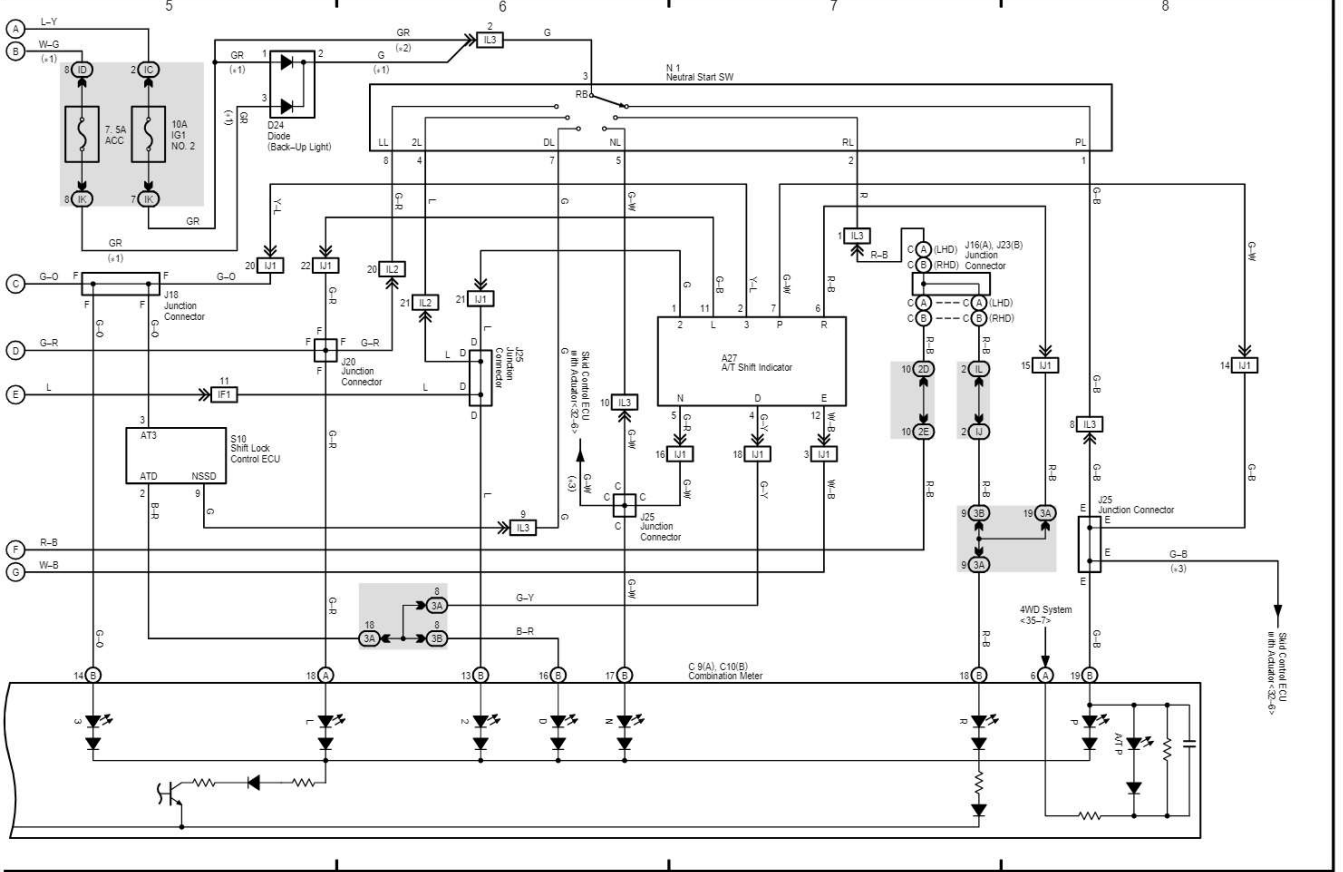 5 6 7 8
A L–Y
B W–G
(*1)
8 ID 2 IC
7. 5A
ACC
10A
IG1
NO. 2
8 IK 7 IK
GR
GR
(*1)
GR
(*1)
GR
(*1)
1 2
3
D24
Diode
(Back–Up Light)
GR
(*2)
G
(*1)
2
IL3
G
3
N 1
Neutral Start SW
RB
LL 2L DL NL RL PL
8 4 7 5 2 1
G–R
L
G
G–W
R
G–B
Y–L
20 IJ1
22 IJ1
20 IL2
21 IL2
21 IJ1
1 IL3
R–B
C A (LHD)
C B (RHD)
J16(A), J23(B)
Junction
Connector
C A C A (LHD)
C B C B (RHD)
C G–O F F G–O
F F
J18
Junction
Connector
G–O
G–O
G–R
L
G
G–B
Y–L
G–W
R–B
G–W
1 11 2 7 6
2 L 3 P R
A27
A/T Shift Indicator
N D E
5 4 12
G–R
G–Y
W–B
16 IJ1
18 IJ1
3 IJ1
D G–R
F
F F
F
G–R
J20
Junction
Connector
D
L D
D
D
J25
Junction
Connector
G
Skid Control ECU
with Actuator<32–6>
E L
11
IF1
L
R–B
R–B
10 2D
10 2E
2 IL
2 IJ
15 IJ1
14 IJ1
G–B
8 IL3
10 IL3
3
AT3
S10
Shift Lock
Control ECU
ATD NSSD
2 9
B–R
G
G–R
L
G–W
(*3)
G–W
C
C C
C
J25
Junction
Connector
G–W
G–Y
W–B
R–B
R–B
R–B
G–B
G–B
9
IL3
G
9 3B
19 3A
9 3A
E
E
E
E
J25
Junction Connector
G–B
(*3)
F R–B
G W–B
18
3A
8
3A
8
3B
G–Y
B–R
G–O
G–R
G–W
R–B
G–B
4WD System
<35–7>
Skid Control ECU
with Actuator<32–6>
C 9(A), C10(B)
Combination Meter
14 B
18 A
13 B
16 B
17 B
18 B
6 A
19 B
3
L
2
D
N
R
P
A/T P